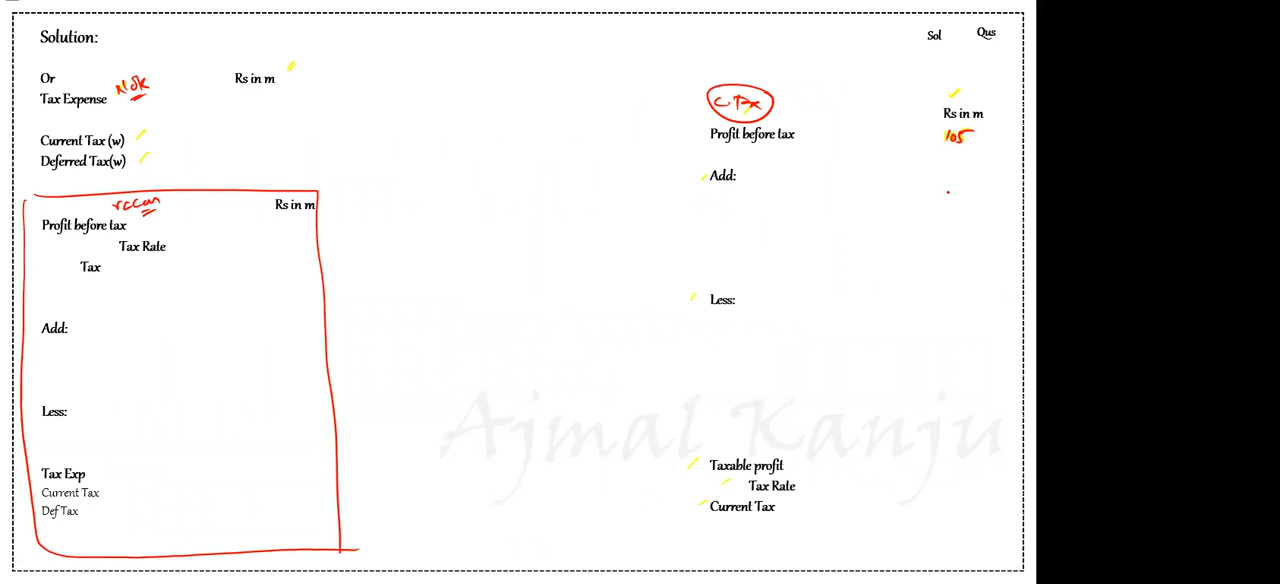 Solution:
Sol Qus
Or Rs in m
Tax Expense
Current Tax (w)
Deferred Tax(w)
Rs in m
Profit before tax
Tax Rate
Tax
Add:
Less:
Tax Exp
Current Tax
Def Tax
Rs in m
Profit before tax 105
Add:
Less:
Taxable profit
Tax Rate
Current Tax
Ajmal Kanju